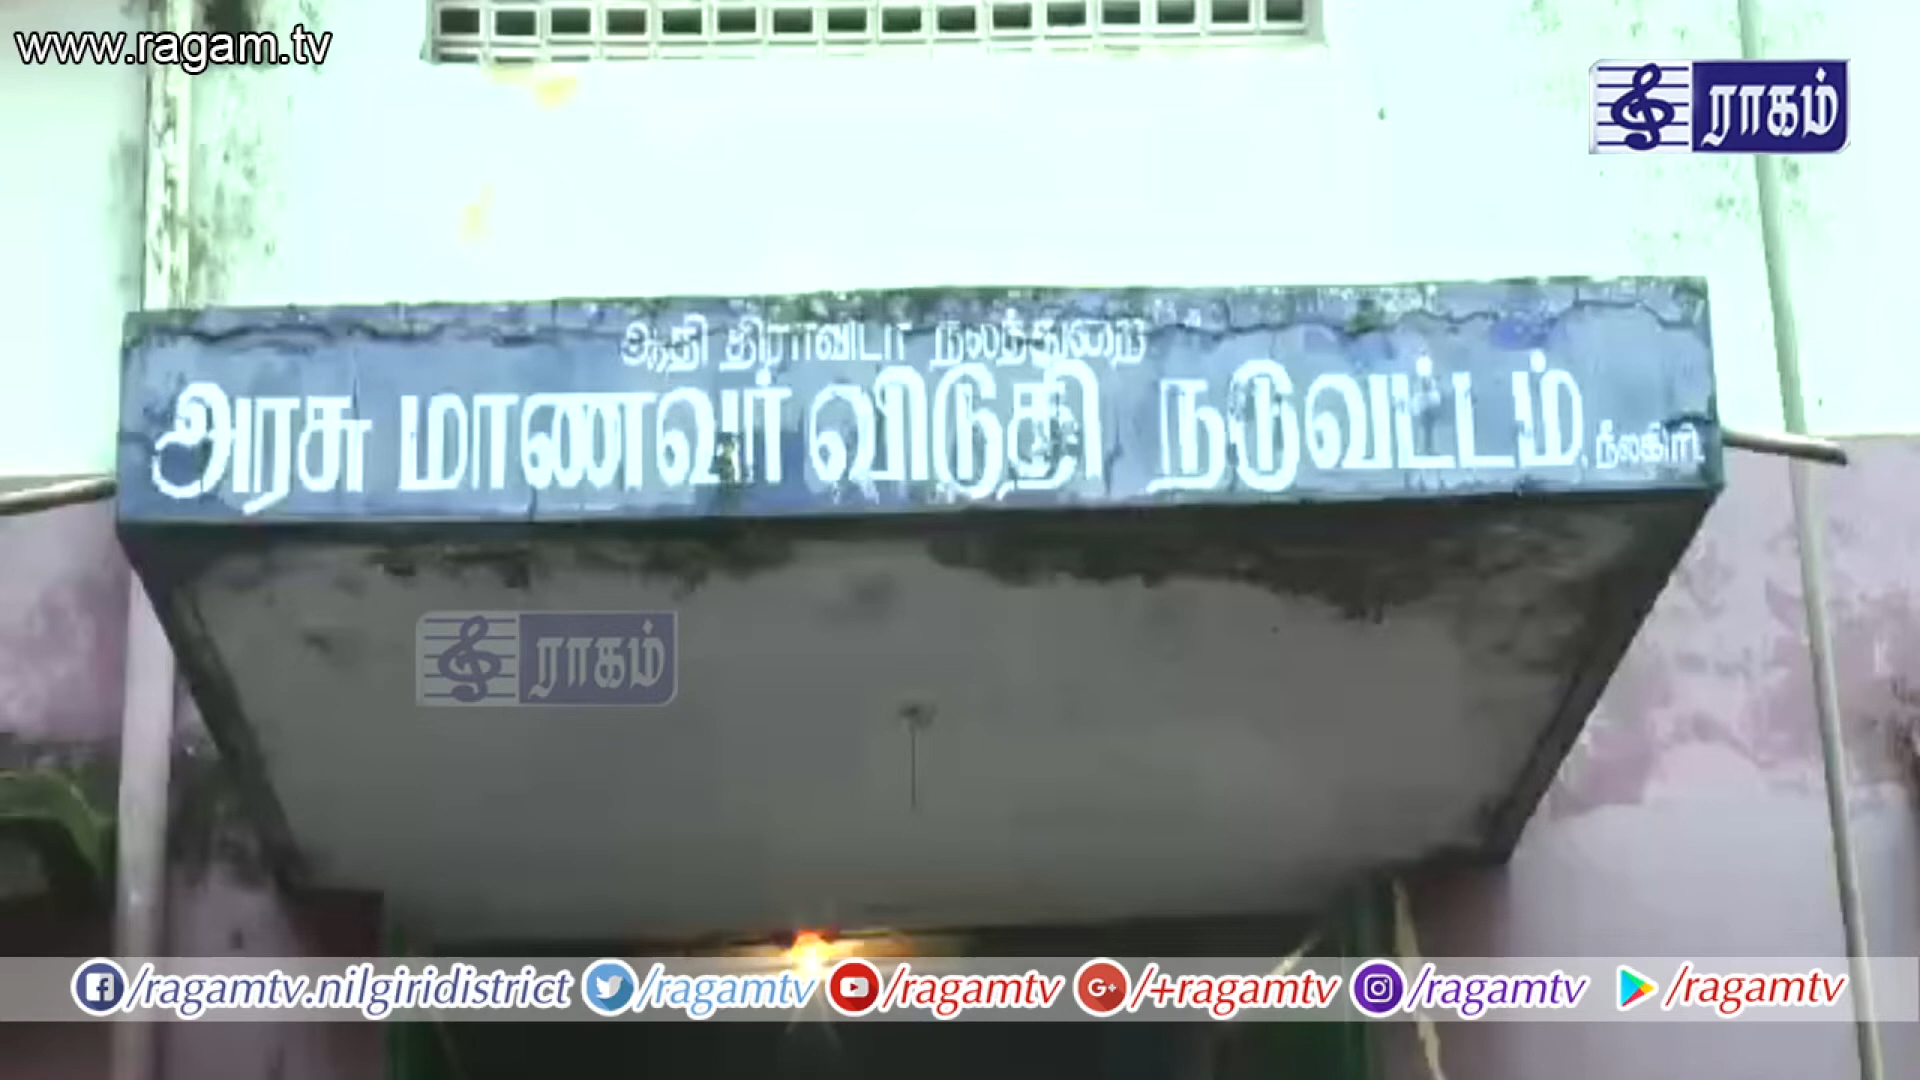 www.ragam.tv
ராகம்
ஆதி திராவிடர் நலத்துறை
அரசு மாணவர் விடுதி நடுவட்டம், நீலகிரி.
ராகம்
/ragamtv.nilgiridistrict /ragamtv /ragamtv /+ragamtv /ragamtv /ragamtv